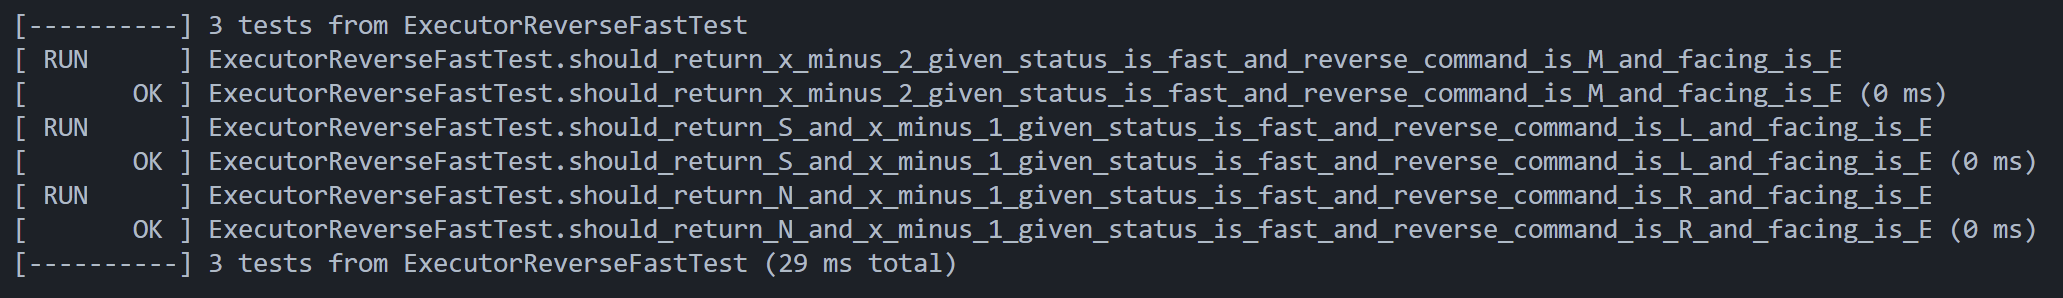 [----------] 3 tests from ExecutorReverseFastTest
[ RUN      ] ExecutorReverseFastTest.should_return_x_minus_2_given_status_is_fast_and_reverse_command_is_M_and_facing_is_E
[       OK ] ExecutorReverseFastTest.should_return_x_minus_2_given_status_is_fast_and_reverse_command_is_M_and_facing_is_E (0 ms)
[ RUN      ] ExecutorReverseFastTest.should_return_S_and_x_minus_1_given_status_is_fast_and_reverse_command_is_L_and_facing_is_E
[       OK ] ExecutorReverseFastTest.should_return_S_and_x_minus_1_given_status_is_fast_and_reverse_command_is_L_and_facing_is_E (0 ms)
[ RUN      ] ExecutorReverseFastTest.should_return_N_and_x_minus_1_given_status_is_fast_and_reverse_command_is_R_and_facing_is_E
[       OK ] ExecutorReverseFastTest.should_return_N_and_x_minus_1_given_status_is_fast_and_reverse_command_is_R_and_facing_is_E (0 ms)
[----------] 3 tests from ExecutorReverseFastTest (29 ms total)